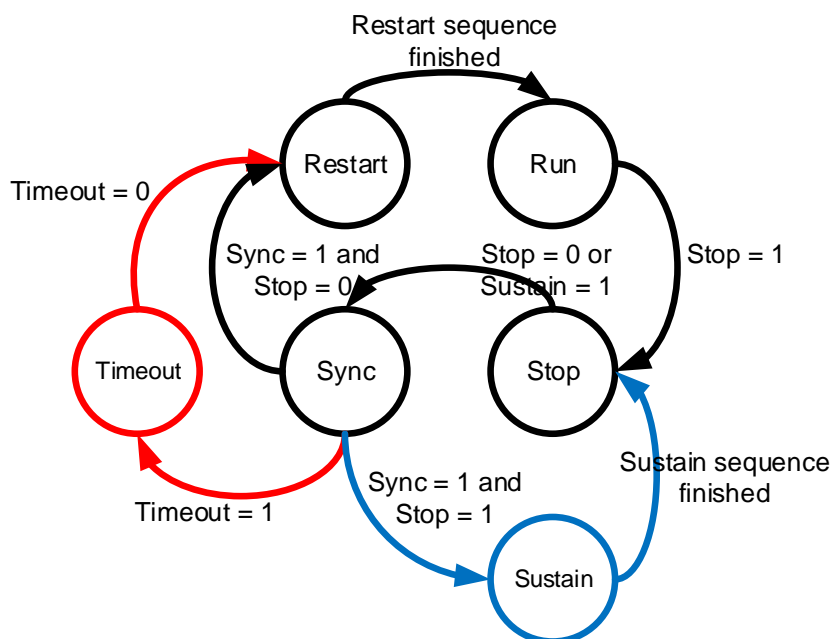 Restart sequence
finished
Restart
Run
Timeout = 0
Sync = 1 and
Stop = 0
Stop = 0 or
Sustain = 1
Stop = 1
Timeout
Sync
Stop
Sustain sequence
finished
Sync = 1 and
Stop = 1
Timeout = 1
Sustain